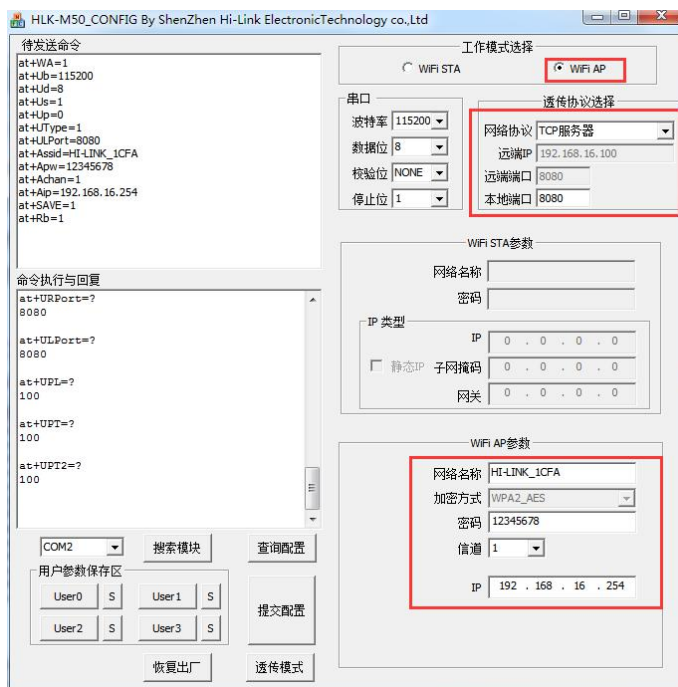 HLK-M50_CONFIG By ShenZhen Hi-Link ElectronicTechnology co.,Ltd
待发送命令
at+WA=1
at+Ub=115200
at+Ud=8
at+Us=1
at+Up=0
at+UType=1
at+ULPort=8080
at+Assid=HI-LINK_1CFA
at+Apw=12345678
at+Achan=1
at+Aip=192.168.16.254
at+SAVE=1
at+Rb=1
命令执行与回复
at+URPort=?
8080
at+ULPort=?
8080
at+UPL=?
100
at+UPT=?
100
at+UPT2=?
100
COM2
搜索模块
查询配置
用户参数保存区
User0 S User1 S
User2 S User3 S
提交配置
恢复出厂
透传模式
工作模式选择
WiFi STA
WiFi AP
串口
波特率 115200
数据位 8
校验位 NONE
停止位 1
透传协议选择
网络协议 TCP服务器
远端IP 192.168.16.100
远端端口 8080
本地端口 8080
WiFi STA参数
网络名称
密码
IP 类型
静态IP
IP 0 . 0 . 0 . 0
子网掩码 0 . 0 . 0 . 0
网关 0 . 0 . 0 . 0
WiFi AP参数
网络名称 HI-LINK_1CFA
加密方式 WPA2_AES
密码 12345678
信道 1
IP 192 . 168 . 16 . 254